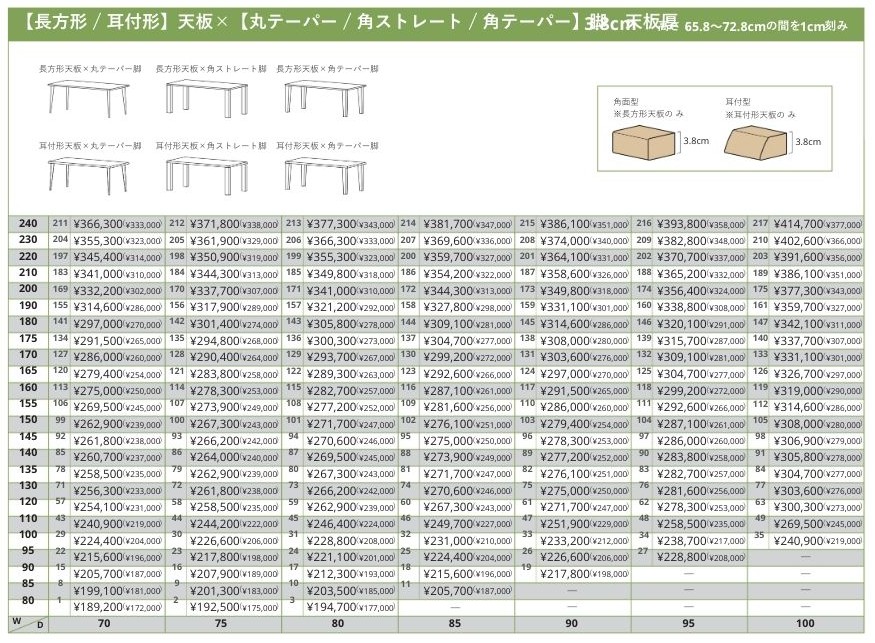 【長方形 / 耳付形】天板×【丸テーパー / 角ストレート / 角テーパー】脚 天板厚 3.8cm 高さ 65.8〜72.8cmの間を1cm刻み
長方形天板×丸テーパー脚 長方形天板×角ストレート脚 長方形天板×角テーパー脚
角面型 耳付型
※長方形天板の み ※耳付形天板の み
3.8cm 3.8cm
耳付形天板×丸テーパー脚 耳付形天板×角ストレート脚 耳付形天板×角テーパー脚
240 211 ¥366,300(¥333,000) 212 ¥371,800(¥338,000) 213 ¥377,300(¥343,000) 214 ¥381,700(¥347,000) 215 ¥386,100(¥351,000) 216 ¥393,800(¥358,000) 217 ¥414,700(¥377,000)
230 204 ¥355,300(¥323,000) 205 ¥361,900(¥329,000) 206 ¥366,300(¥333,000) 207 ¥369,600(¥336,000) 208 ¥374,000(¥340,000) 209 ¥382,800(¥348,000) 210 ¥402,600(¥366,000)
220 197 ¥345,400(¥314,000) 198 ¥350,900(¥319,000) 199 ¥355,300(¥323,000) 200 ¥359,700(¥327,000) 201 ¥364,100(¥331,000) 202 ¥370,700(¥337,000) 203 ¥391,600(¥356,000)
210 183 ¥341,000(¥310,000) 184 ¥344,300(¥313,000) 185 ¥349,800(¥318,000) 186 ¥354,200(¥322,000) 187 ¥358,600(¥326,000) 188 ¥365,200(¥332,000) 189 ¥386,100(¥351,000)
200 169 ¥332,200(¥302,000) 170 ¥337,700(¥307,000) 171 ¥341,000(¥310,000) 172 ¥344,300(¥313,000) 173 ¥349,800(¥318,000) 174 ¥356,400(¥324,000) 175 ¥377,300(¥343,000)
190 155 ¥314,600(¥286,000) 156 ¥317,900(¥289,000) 157 ¥321,200(¥292,000) 158 ¥327,800(¥298,000) 159 ¥331,100(¥301,000) 160 ¥338,800(¥308,000) 161 ¥359,700(¥327,000)
180 141 ¥297,000(¥270,000) 142 ¥301,400(¥274,000) 143 ¥305,800(¥278,000) 144 ¥309,100(¥281,000) 145 ¥314,600(¥286,000) 146 ¥320,100(¥291,000) 147 ¥342,100(¥311,000)
175 134 ¥291,500(¥265,000) 135 ¥294,800(¥268,000) 136 ¥300,300(¥273,000) 137 ¥304,700(¥277,000) 138 ¥308,000(¥280,000) 139 ¥315,700(¥287,000) 140 ¥337,700(¥307,000)
170 127 ¥286,000(¥260,000) 128 ¥290,400(¥264,000) 129 ¥293,700(¥267,000) 130 ¥299,200(¥272,000) 131 ¥303,600(¥276,000) 132 ¥309,100(¥281,000) 133 ¥331,100(¥301,000)
165 120 ¥279,400(¥254,000) 121 ¥283,800(¥258,000) 122 ¥289,300(¥263,000) 123 ¥292,600(¥266,000) 124 ¥297,000(¥270,000) 125 ¥304,700(¥277,000) 126 ¥326,700(¥297,000)
160 113 ¥275,000(¥250,000) 114 ¥278,300(¥253,000) 115 ¥282,700(¥257,000) 116 ¥287,100(¥261,000) 117 ¥291,500(¥265,000) 118 ¥299,200(¥272,000) 119 ¥319,000(¥290,000)
155 106 ¥269,500(¥245,000) 107 ¥273,900(¥249,000) 108 ¥277,200(¥252,000) 109 ¥281,600(¥256,000) 110 ¥286,000(¥260,000) 111 ¥292,600(¥266,000) 112 ¥314,600(¥286,000)
150 99 ¥262,900(¥239,000) 100 ¥267,300(¥243,000) 101 ¥271,700(¥247,000) 102 ¥276,100(¥251,000) 103 ¥279,400(¥254,000) 104 ¥287,100(¥261,000) 105 ¥308,000(¥280,000)
145 92 ¥261,800(¥238,000) 93 ¥266,200(¥242,000) 94 ¥270,600(¥246,000) 95 ¥275,000(¥250,000) 96 ¥278,300(¥253,000) 97 ¥286,000(¥260,000) 98 ¥306,900(¥279,000)
140 85 ¥260,700(¥237,000) 86 ¥264,000(¥240,000) 87 ¥269,500(¥245,000) 88 ¥273,900(¥249,000) 89 ¥277,200(¥252,000) 90 ¥283,800(¥258,000) 91 ¥305,800(¥278,000)
135 78 ¥258,500(¥235,000) 79 ¥262,900(¥239,000) 80 ¥267,300(¥243,000) 81 ¥271,700(¥247,000) 82 ¥276,100(¥251,000) 83 ¥282,700(¥257,000) 84 ¥304,700(¥277,000)
130 71 ¥256,300(¥233,000) 72 ¥261,800(¥238,000) 73 ¥266,200(¥242,000) 74 ¥270,600(¥246,000) 75 ¥275,000(¥250,000) 76 ¥281,600(¥256,000) 77 ¥303,600(¥276,000)
120 57 ¥254,100(¥231,000) 58 ¥258,500(¥235,000) 59 ¥262,900(¥239,000) 60 ¥267,300(¥243,000) 61 ¥271,700(¥247,000) 62 ¥278,300(¥253,000) 63 ¥300,300(¥273,000)
110 43 ¥240,900(¥219,000) 44 ¥244,200(¥222,000) 45 ¥246,400(¥224,000) 46 ¥249,700(¥227,000) 47 ¥251,900(¥229,000) 48 ¥258,500(¥235,000) 49 ¥269,500(¥245,000)
100 29 ¥224,400(¥204,000) 30 ¥226,600(¥206,000) 31 ¥228,800(¥208,000) 32 ¥231,000(¥210,000) 33 ¥233,200(¥212,000) 34 ¥238,700(¥217,000) 35 ¥240,900(¥219,000)
95 22 ¥215,600(¥196,000) 23 ¥217,800(¥198,000) 24 ¥221,100(¥201,000) 25 ¥224,400(¥204,000) 26 ¥226,600(¥206,000) 27 ¥228,800(¥208,000) —
90 15 ¥205,700(¥187,000) 16 ¥207,900(¥189,000) 17 ¥212,300(¥193,000) 18 ¥215,600(¥196,000) 19 ¥217,800(¥198,000) — —
85 8 ¥199,100(¥181,000) 9 ¥201,300(¥183,000) 10 ¥203,500(¥185,000) 11 ¥205,700(¥187,000) — — —
80 1 ¥189,200(¥172,000) 2 ¥192,500(¥175,000) 3 ¥194,700(¥177,000) — — — —
W D 70 75 80 85 90 95 100